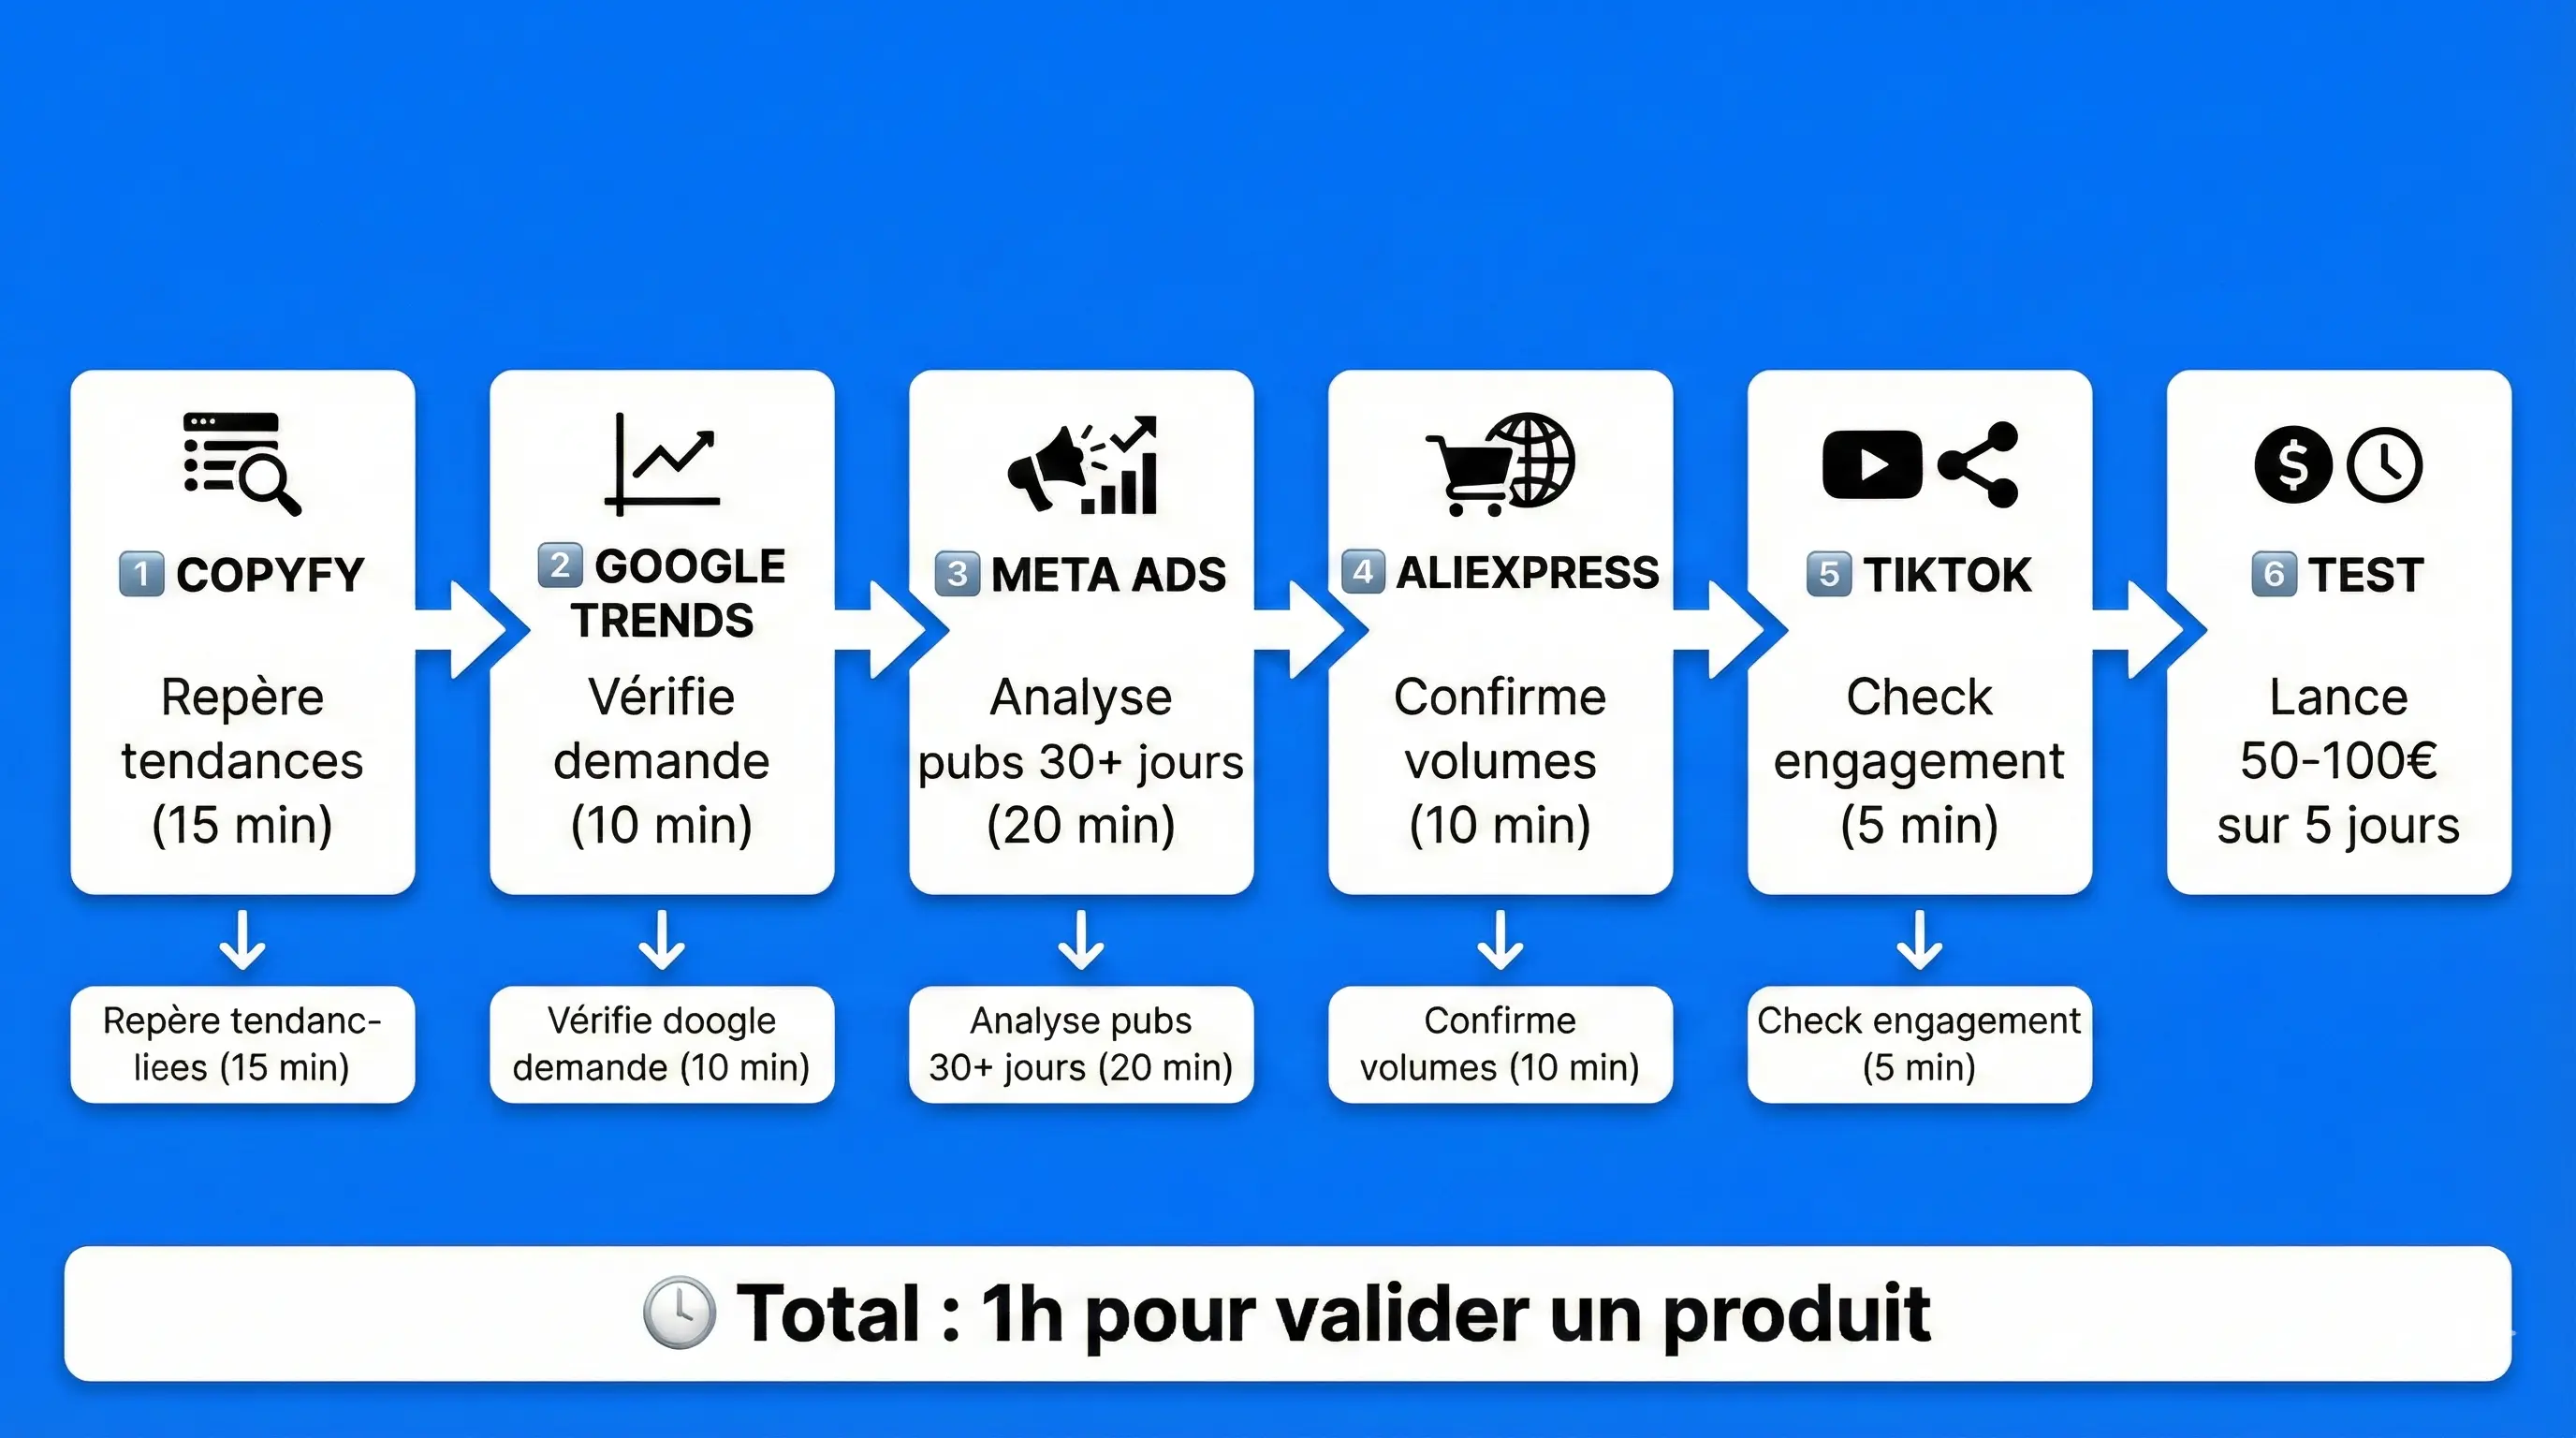 1 COPYFY
Repère
tendances
(15 min)
2 GOOGLE
TRENDS
Vérifie
demande
(10 min)
3 META ADS
Analyse
pubs 30+ jours
(20 min)
4 ALIEXPRESS
Confirme
volumes
(10 min)
5 TIKTOK
Check
engagement
(5 min)
6 TEST
Lance
50-100€
sur 5 jours
Repère tendanc-
liees (15 min)
Vérifie doogle
demande (10 min)
Analyse pubs
30+ jours (20 min)
Confirme
volumes (10 min)
Check engagement
(5 min)
Total : 1h pour valider un produit